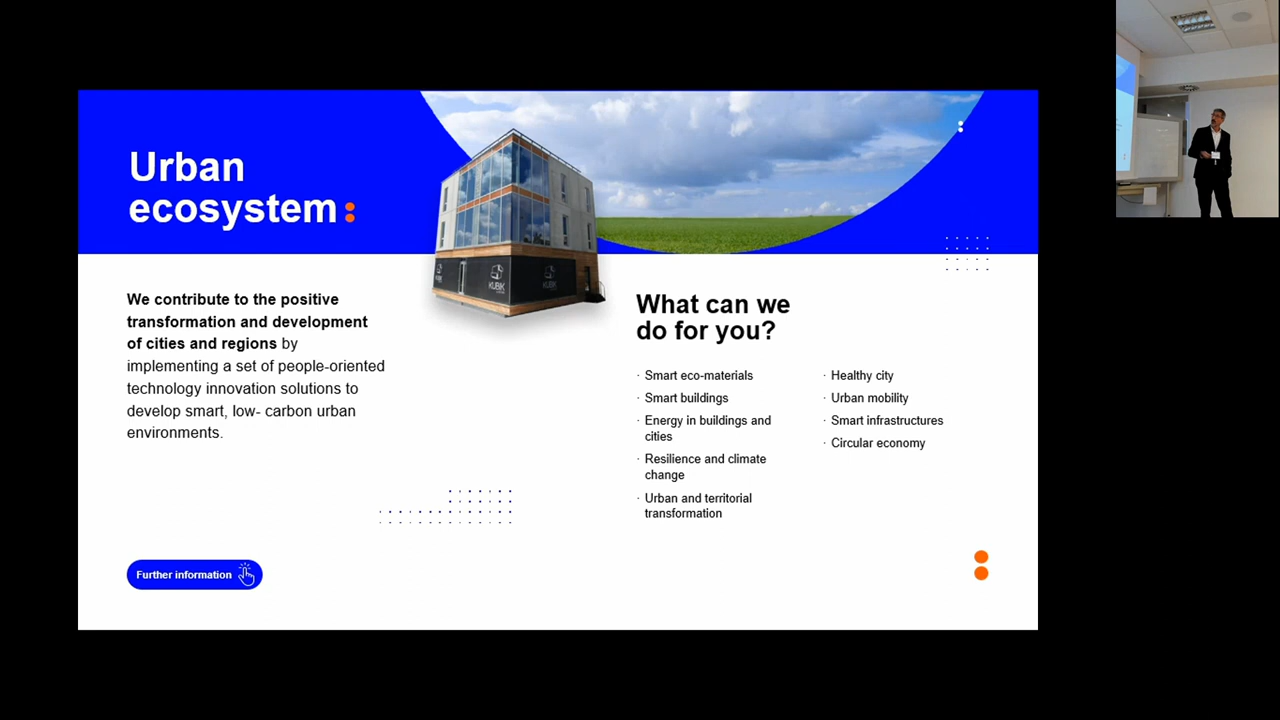 Urban
ecosystem:
We contribute to the positive
transformation and development
of cities and regions by
implementing a set of people-oriented
technology innovation solutions to
develop smart, low- carbon urban
environments.
KUBIK
KUBIK
What can we
do for you?
· Smart eco-materials
· Smart buildings
· Energy in buildings and
cities
· Resilience and climate
change
· Urban and territorial
transformation
· Healthy city
· Urban mobility
· Smart infrastructures
· Circular economy
Further information